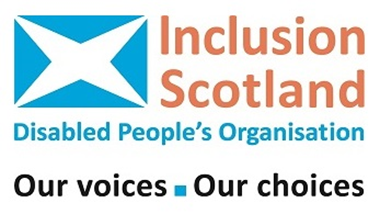 Inclusion
Scotland
Disabled People's Organisation
Our voices ■ Our choices